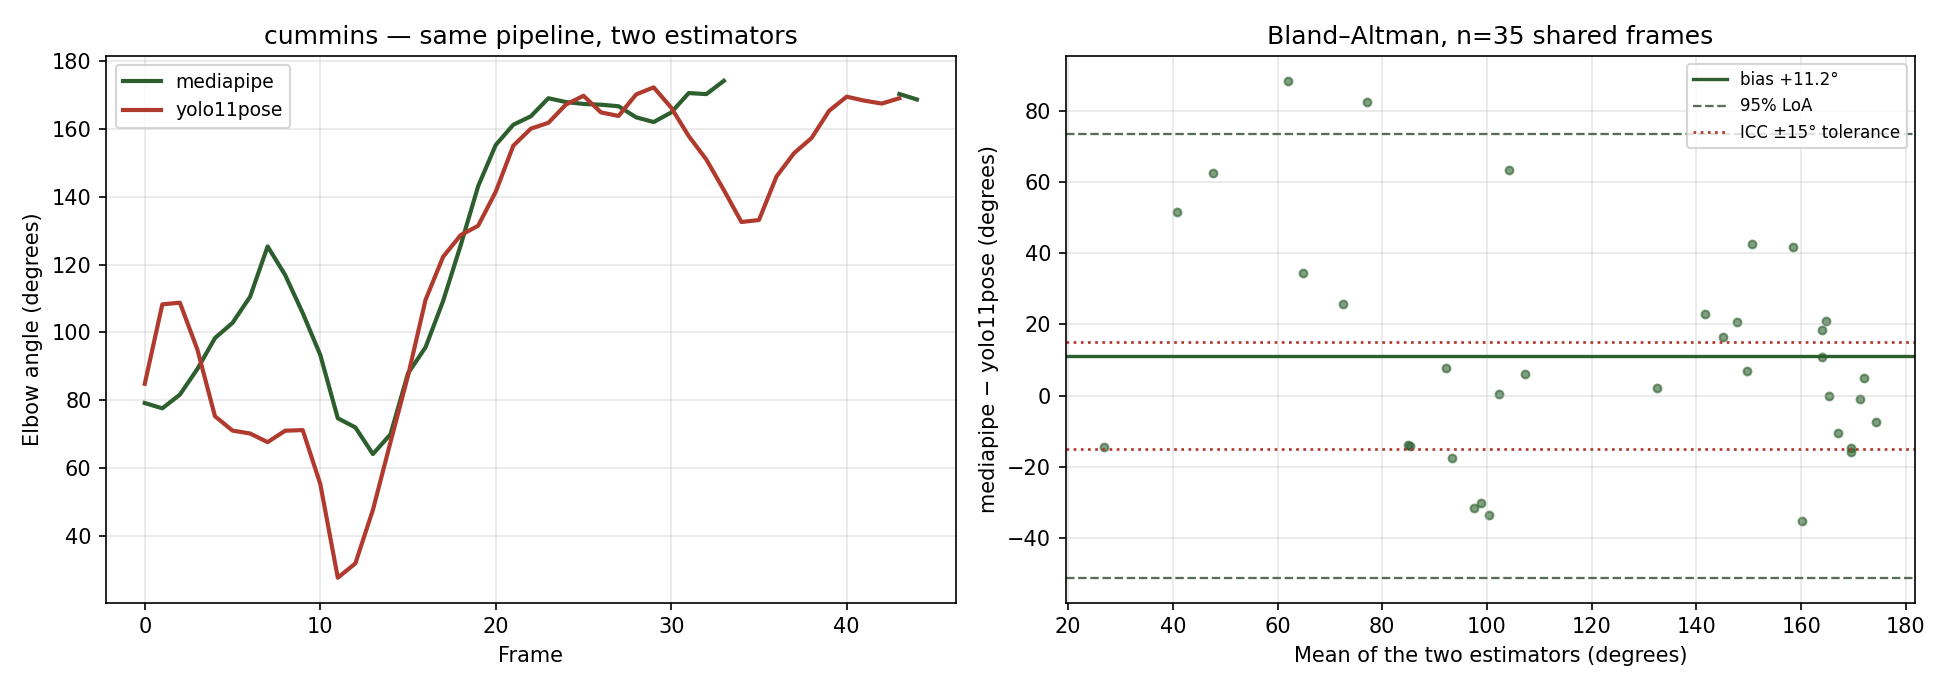 cummins — same pipeline, two estimators
mediapipe
yolo11pose
Elbow angle (degrees)
180
160
140
120
100
80
60
40
0
10
20
30
40
Frame
Bland–Altman, n=35 shared frames
bias +11.2°
95% LoA
ICC ±15° tolerance
mediapipe − yolo11pose (degrees)
80
60
40
20
0
−20
−40
20
40
60
80
100
120
140
160
180
Mean of the two estimators (degrees)